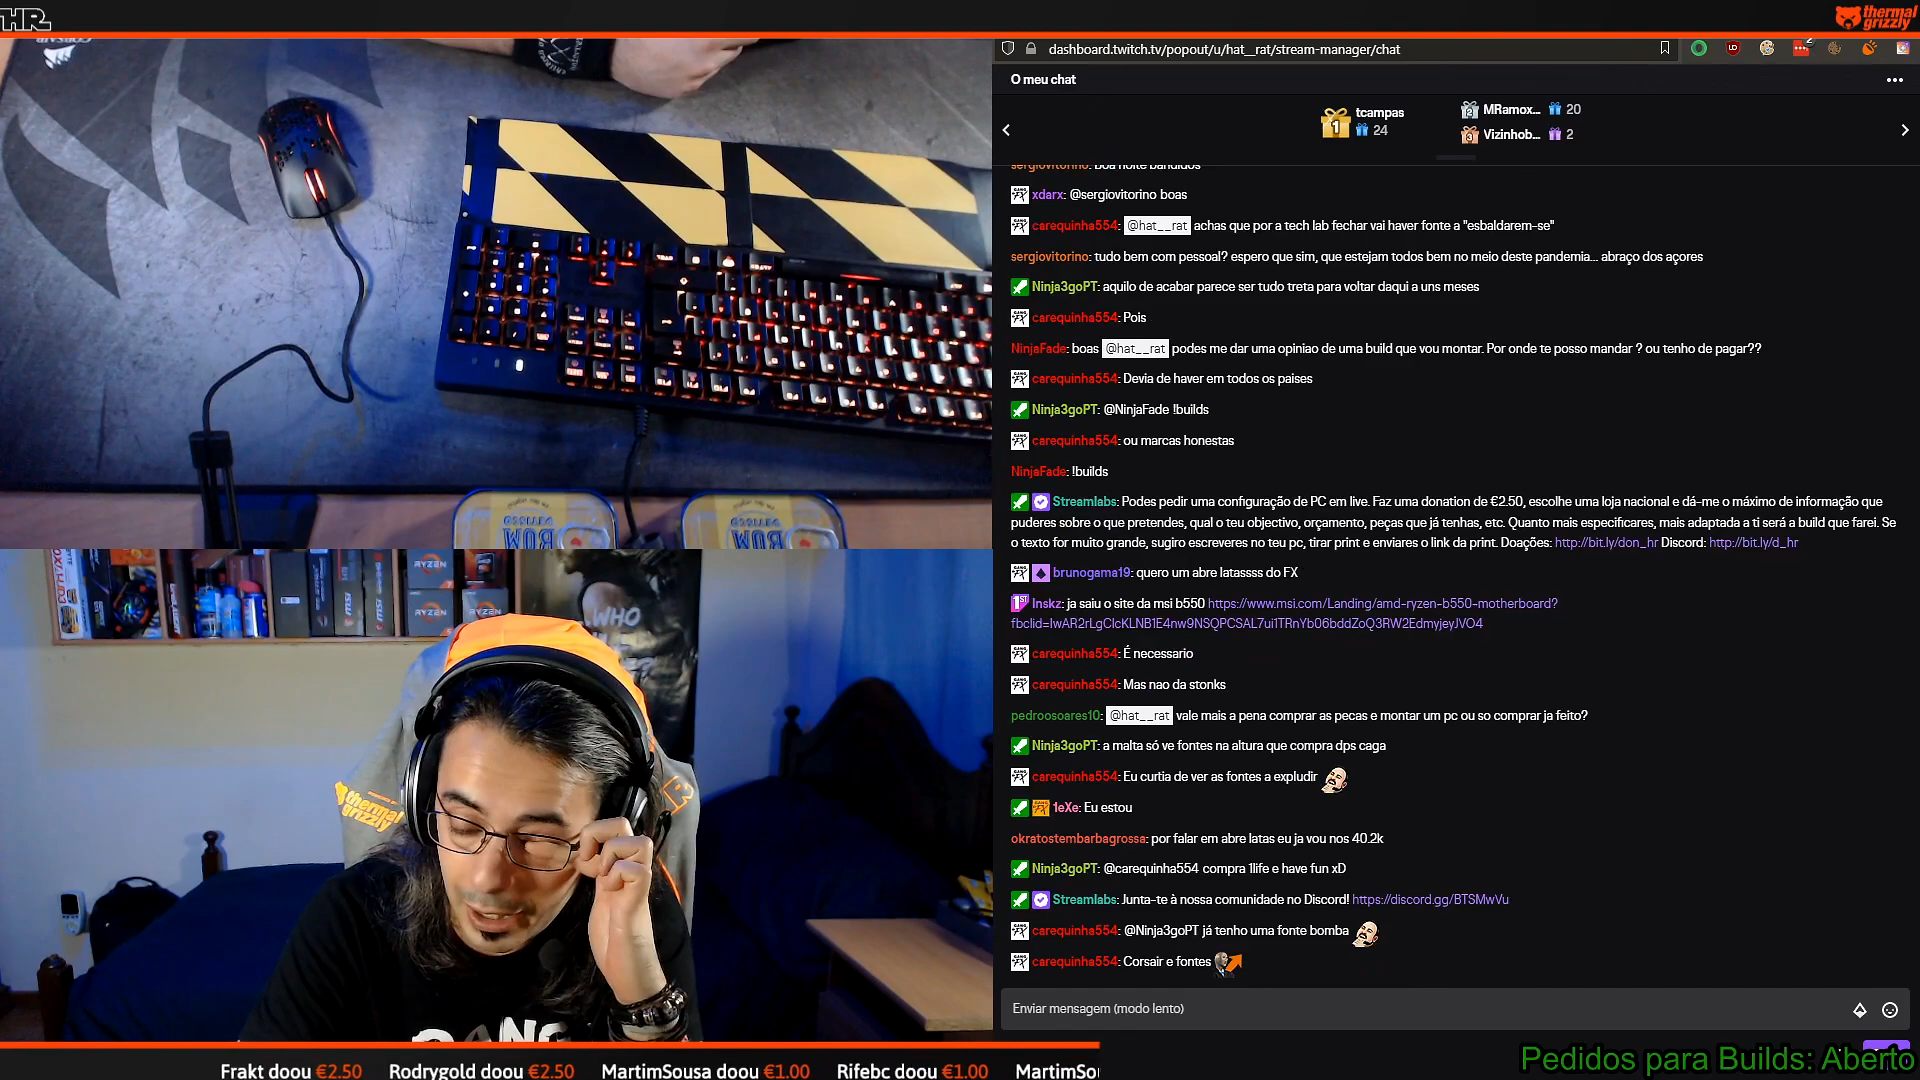 HR.
thermal
grizzly
dashboard.twitch.tv/popout/u/hat__rat/stream-manager/chat
O meu chat
tcampas
24
MRamox... 20
Vizinhob... 2
sergiovitorino: boa noite bandidos
xdarx: @sergiovitorino boas
carequinha554: @hat__rat achas que por a tech lab fechar vai haver fonte a "esbaldarem-se"
sergiovitorino: tudo bem com pessoal? espero que sim, que estejam todos bem no meio deste pandemia... abraço dos açores
Ninja3goPT: aquilo de acabar parece ser tudo treta para voltar daqui a uns meses
carequinha554: Pois
NinjaFade: boas @hat__rat podes me dar uma opiniao de uma build que vou montar. Por onde te posso mandar ? ou tenho de pagar??
carequinha554: Devia de haver em todos os paises
Ninja3goPT: @NinjaFade !builds
carequinha554: ou marcas honestas
NinjaFade: !builds
Streamlabs: Podes pedir uma configuração de PC em live. Faz uma donation de €2.50, escolhe uma loja nacional e dá-me o máximo de informação que
puderes sobre o que pretendes, qual o teu objectivo, orçamento, peças que já tenhas, etc. Quanto mais especificares, mais adaptada a ti será a build que farei. Se
o texto for muito grande, sugiro escreveres no teu pc, tirar print e enviares o link da print. Doações: http://bit.ly/don_hr Discord: http://bit.ly/d_hr
brunogama19: quero um abre latassss do FX
Inskz: ja saiu o site da msi b550 https://www.msi.com/Landing/amd-ryzen-b550-motherboard?
fbclid=IwAR2rLgClcKLNB1E4nw9NSQPCSAL7ui1TRnYb06bddZoQ3RW2EdmyjeyJVO4
carequinha554: É necessario
carequinha554: Mas nao da stonks
pedroosoares10: @hat__rat vale mais a pena comprar as pecas e montar um pc ou so comprar ja feito?
Ninja3goPT: a malta só ve fontes na altura que compra dps caga
carequinha554: Eu curtia de ver as fontes a expludir
1eXe: Eu estou
okratostembarbagrossa: por falar em abre latas eu ja vou nos 40.2k
Ninja3goPT: @carequinha554 compra 1life e have fun xD
Streamlabs: Junta-te à nossa comunidade no Discord! https://discord.gg/BTSMwVu
carequinha554: @Ninja3goPT já tenho uma fonte bomba
carequinha554: Corsair e fontes
Enviar mensagem (modo lento)
Pedidos para Builds: Aberto
RYZEN
RYZEN
RYZEN
WHO
thermal
grizzly
Frakt doou €2.50 Rodrygold doou €2.50 MartimSousa doou €1.00 Rifebc doou €1.00 MartimSou